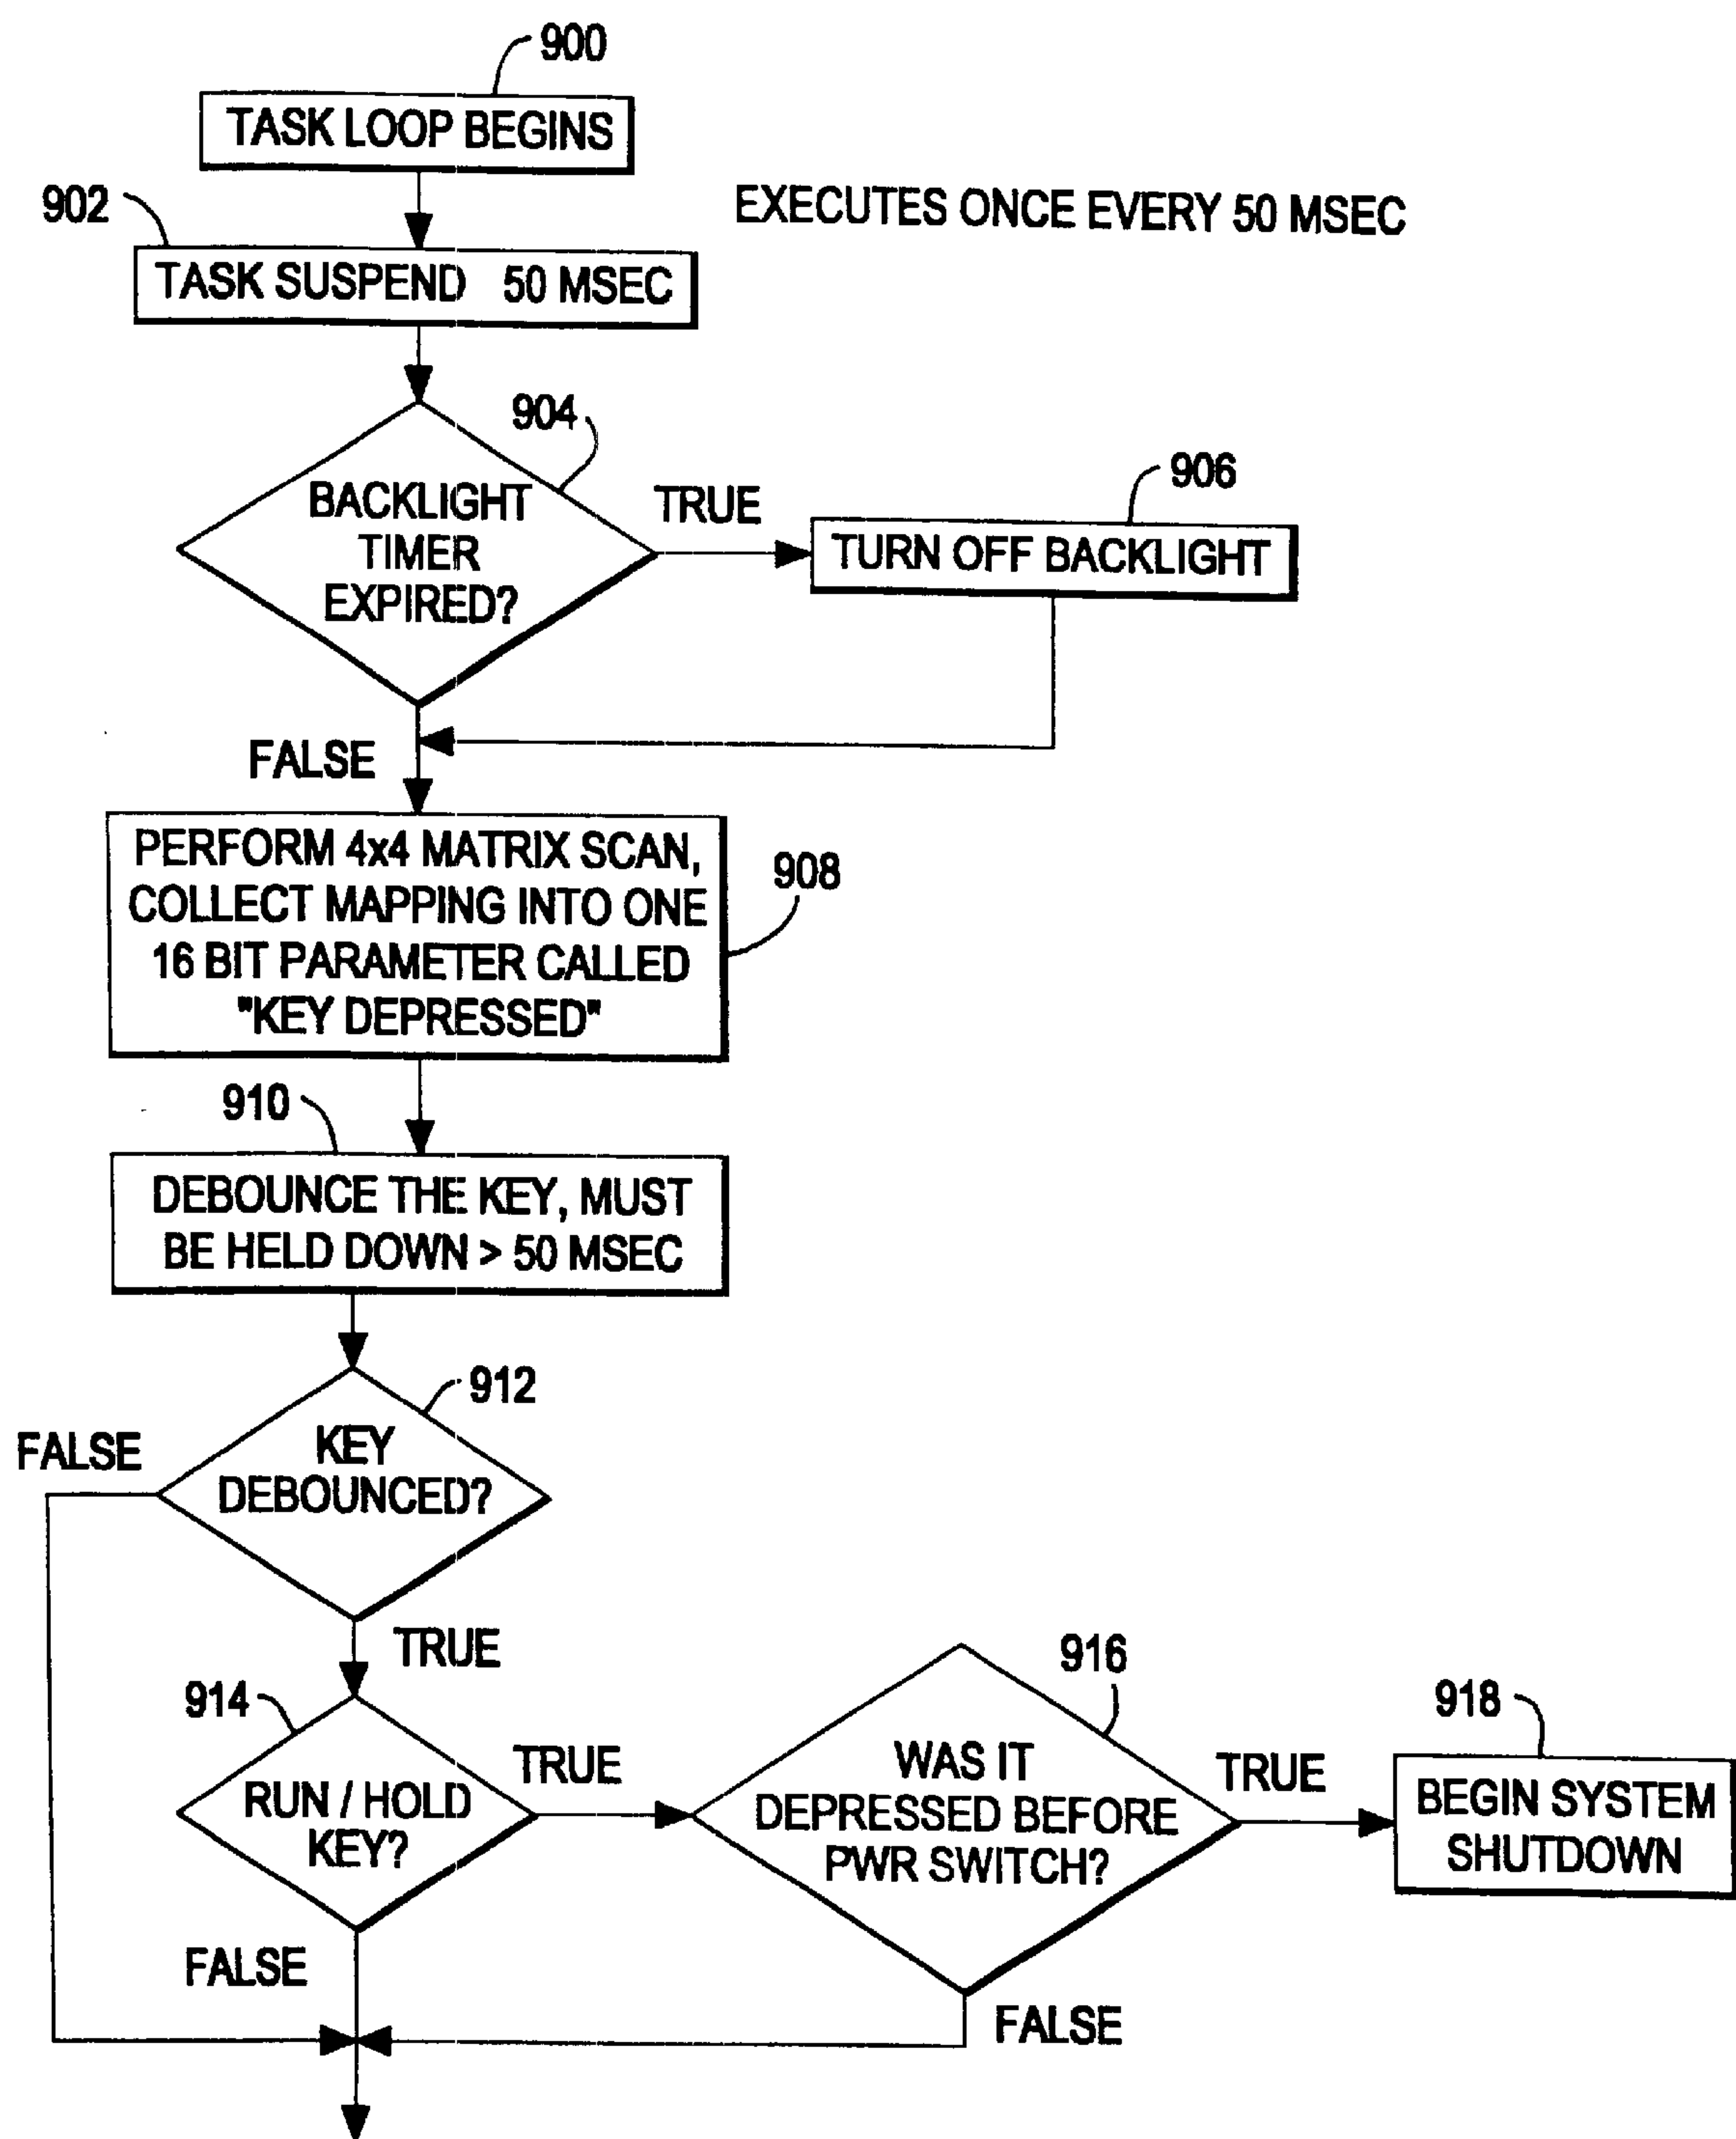 900
TASK LOOP BEGINS
902
EXECUTES ONCE EVERY 50 MSEC
TASK SUSPEND 50 MSEC
904
BACKLIGHT
TIMER
EXPIRED?
TRUE
906
TURN OFF BACKLIGHT
FALSE
PERFORM 4x4 MATRIX SCAN,
COLLECT MAPPING INTO ONE
16 BIT PARAMETER CALLED
"KEY DEPRESSED"
908
910
DEBOUNCE THE KEY, MUST
BE HELD DOWN > 50 MSEC
912
FALSE
KEY
DEBOUNCED?
TRUE
914
RUN / HOLD
KEY?
TRUE
916
WAS IT
DEPRESSED BEFORE
PWR SWITCH?
TRUE
918
BEGIN SYSTEM
SHUTDOWN
FALSE
FALSE